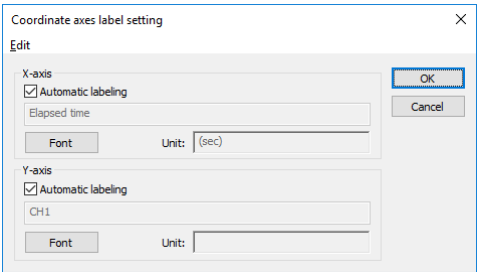 Coordinate axes label setting
Edit
X-axis
Automatic labeling
Elapsed time
Font Unit: (sec)
Y-axis
Automatic labeling
CH1
Font Unit:
OK
Cancel